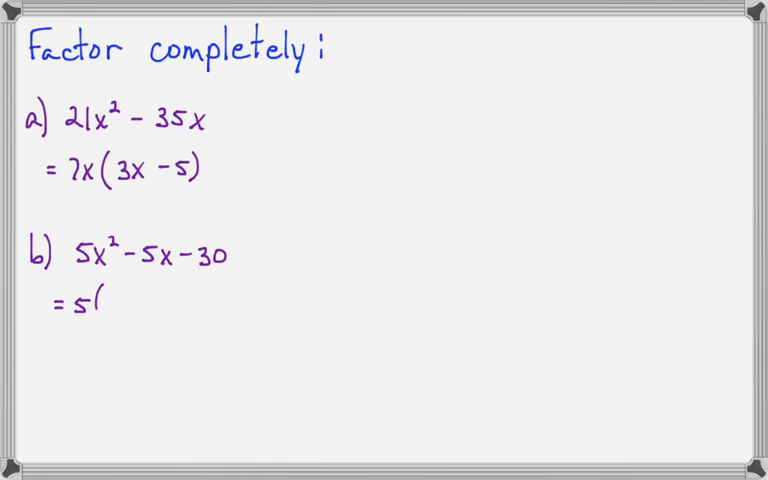 Factor completely:
a) 21x² - 35x
= 7x(3x - 5)
b) 5x² - 5x - 30
= 5(